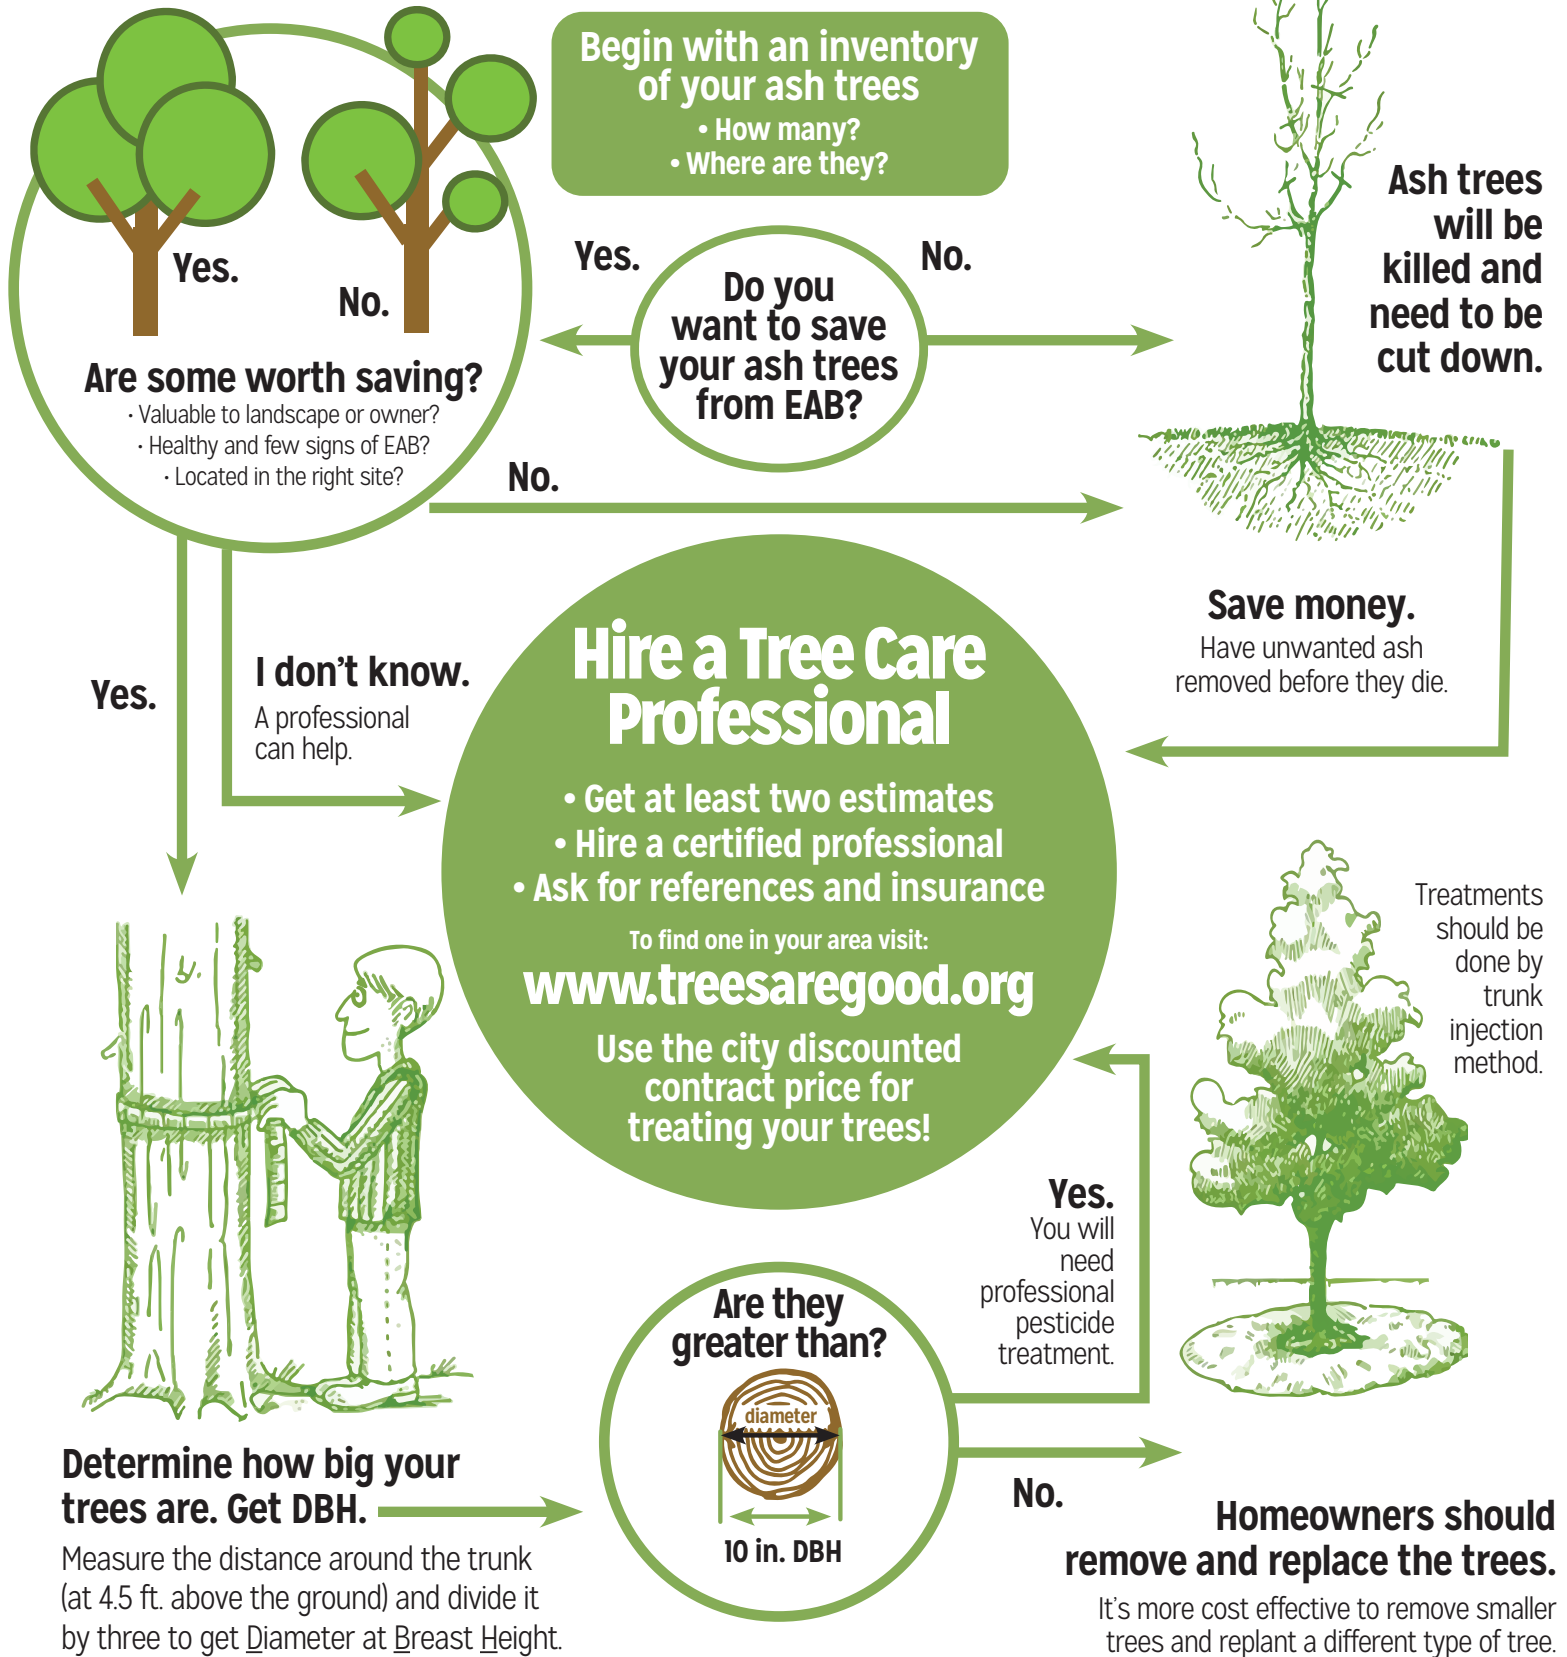 Begin with an inventory
of your ash trees
• How many?
• Where are they?
Do you
want to save
your ash trees
from EAB?
Yes.
No.
Yes.
No.
Are some worth saving?
· Valuable to landscape or owner?
· Healthy and few signs of EAB?
· Located in the right site?
No.
Ash trees
will be
killed and
need to be
cut down.
Save money.
Have unwanted ash
removed before they die.
Yes.
I don't know.
A professional
can help.
Hire a Tree Care
Professional
• Get at least two estimates
• Hire a certified professional
• Ask for references and insurance
To find one in your area visit:
www.treesaregood.org
Use the city discounted
contract price for
treating your trees!
Treatments
should be
done by
trunk
injection
method.
Determine how big your
trees are. Get DBH.
Measure the distance around the trunk
(at 4.5 ft. above the ground) and divide it
by three to get Diameter at Breast Height.
Are they
greater than?
diameter
10 in. DBH
Yes.
You will
need
professional
pesticide
treatment.
No.
Homeowners should
remove and replace the trees.
It's more cost effective to remove smaller
trees and replant a different type of tree.